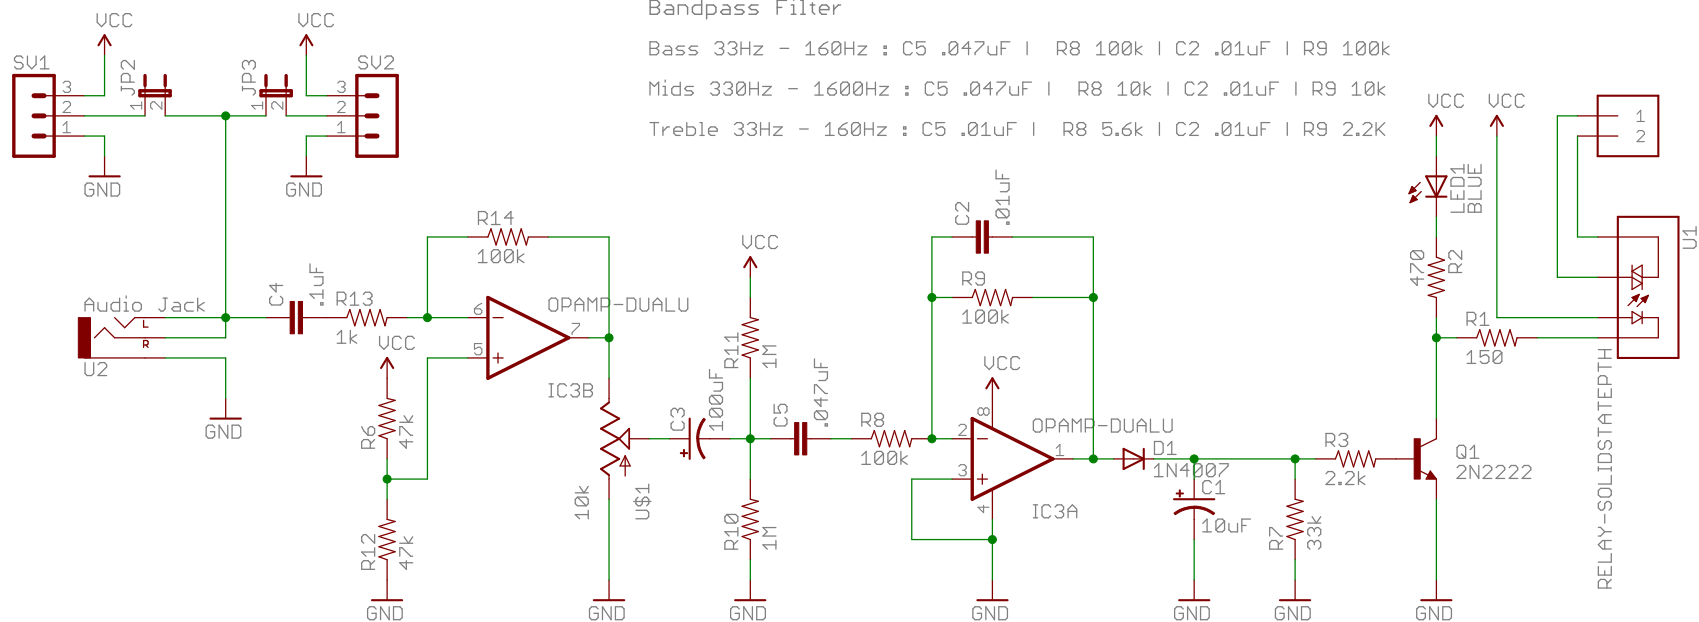 Bandpass Filter
Bass 33Hz - 160Hz : C5 .047uF | R8 100k | C2 .01uF | R9 100k
Mids 330Hz - 1600Hz : C5 .047uF | R8 10k | C2 .01uF | R9 10k
Treble 33Hz - 160Hz : C5 .01uF | R8 5.6k | C2 .01uF | R9 2.2K
VCC
VCC
SV1
JP2
JP3
SV2
3
2
1
1
2
1
2
3
2
1
GND
GND
Audio Jack
L
R
U2
GND
C4
.1uF
R13
1k
R14
100k
VCC
R6
47k
R12
47k
GND
6
5
7
OPAMP-DUALU
IC3B
10k
U$1
GND
C3
100uF
VCC
R11
1M
R10
1M
GND
C5
.047uF
R8
100k
C2
.01uF
R9
100k
VCC
8
2
3
4
1
OPAMP-DUALU
IC3A
GND
D1
1N4007
C1
10uF
GND
R7
33k
GND
R3
2.2k
Q1
2N2222
GND
VCC
VCC
LED1
BLUE
470
R2
R1
150
1
2
U1
RELAY-SOLIDSTATEPTH